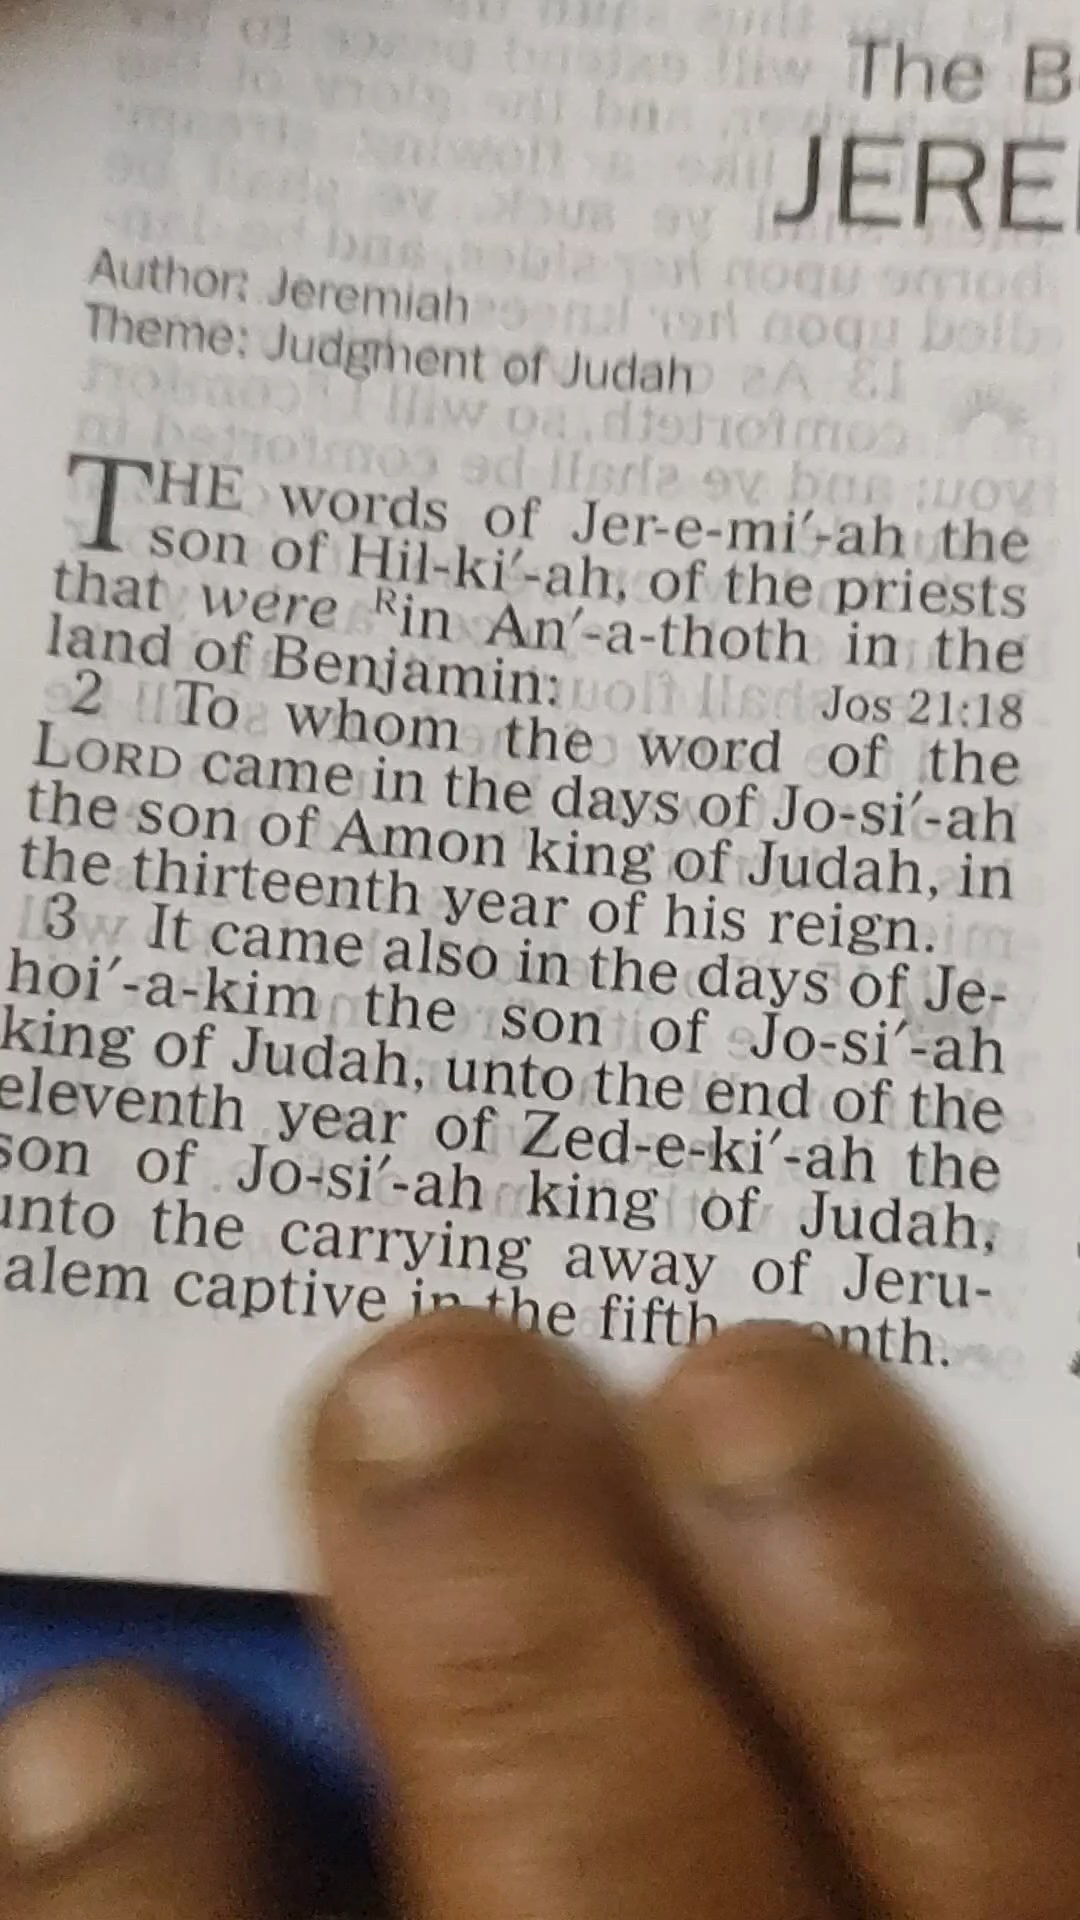 The B
JERE
Author: Jeremiah
Theme: Judgment of Judah
THE words of Jer-e-mi′-ah the
son of Hil-ki′-ah, of the priests
that were ᴿin An′-a-thoth in the
land of Benjamin: Jos 21:18
2 To whom the word of the
LORD came in the days of Jo-si′-ah
the son of Amon king of Judah, in
the thirteenth year of his reign.
3 It came also in the days of Je-
hoi′-a-kim the son of Jo-si′-ah
king of Judah, unto the end of the
eleventh year of Zed-e-ki′-ah the
son of Jo-si′-ah king of Judah,
unto the carrying away of Jeru-
alem captive in the fifth onth.